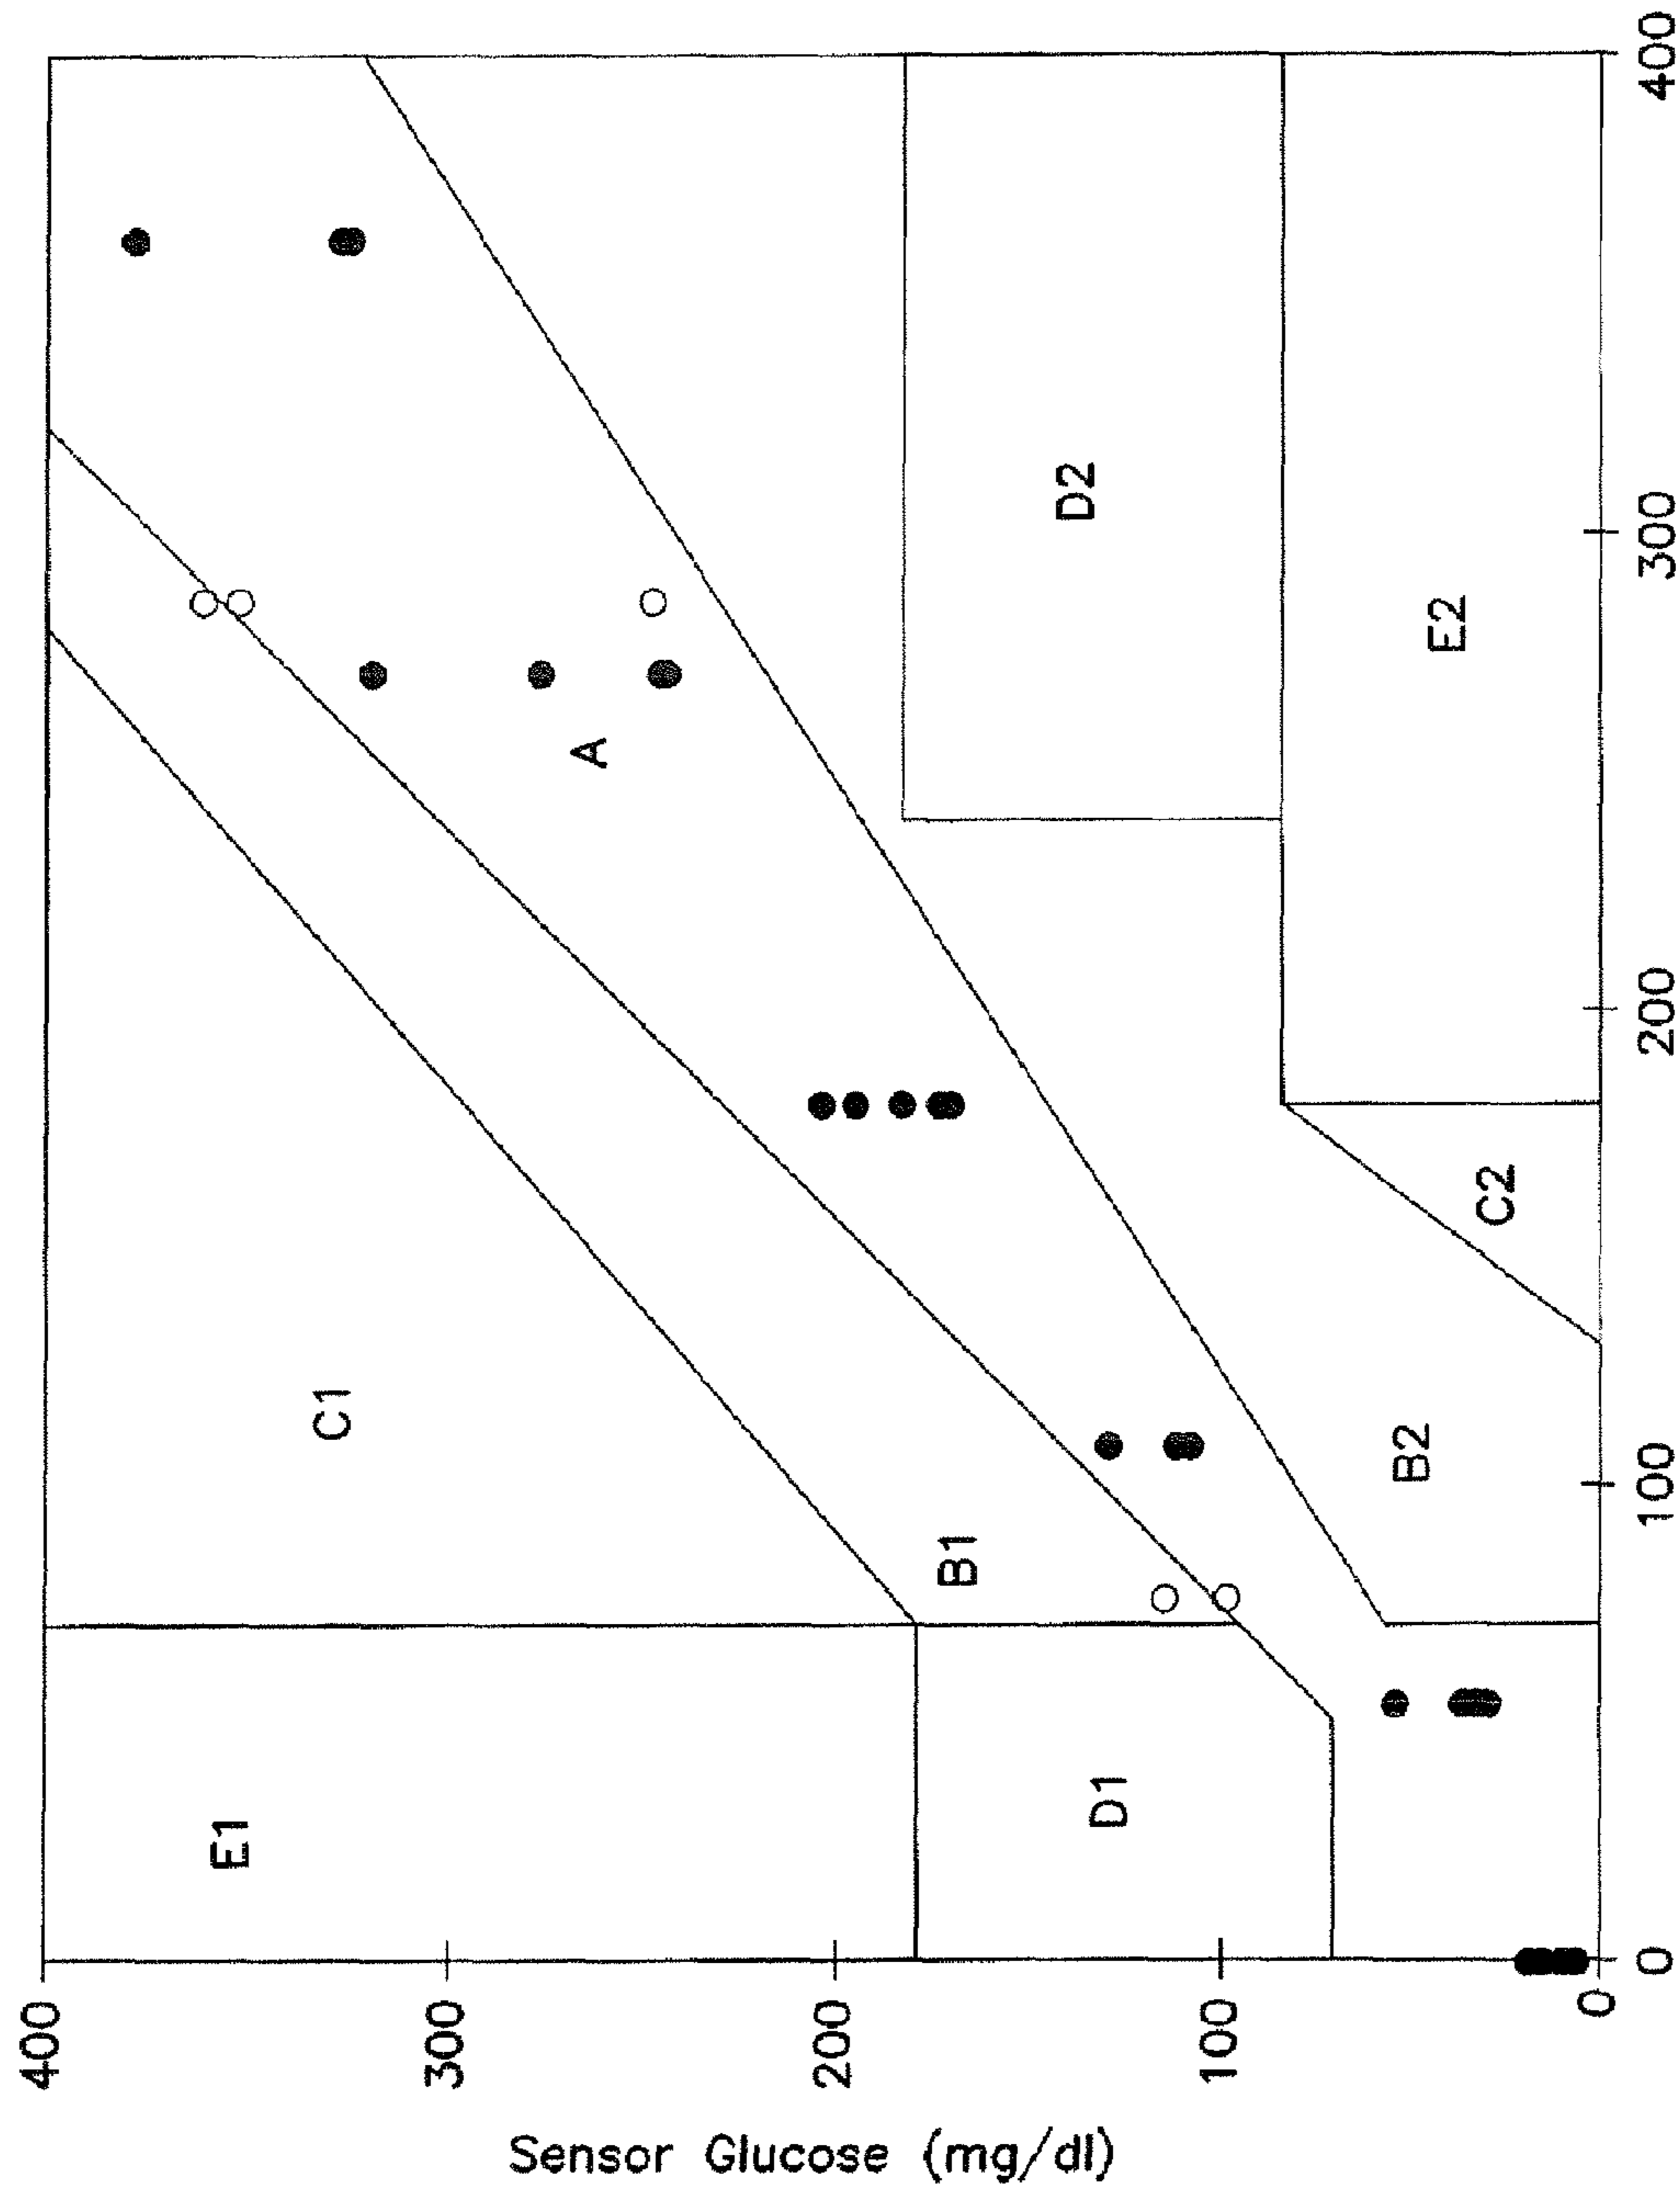 Sensor Glucose (mg/dl)
400
E1
C1
300
A
200
B1
D1
D2
100
B2
E2
C2
0
0 100 200 300 400